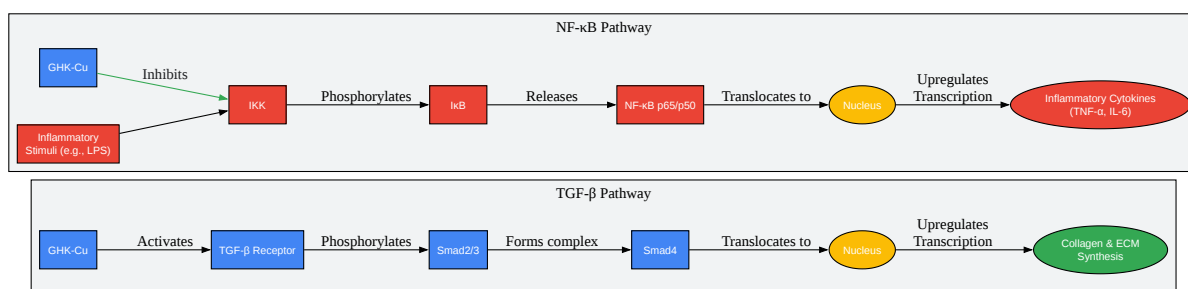 NF-κB Pathway
GHK-Cu
Inhibits
Inflammatory
Stimuli (e.g., LPS)
IKK
Phosphorylates
IκB
Releases
NF-κB p65/p50
Translocates to
Nucleus
Upregulates
Transcription
Inflammatory Cytokines
(TNF-α, IL-6)
TGF-β Pathway
GHK-Cu
Activates
TGF-β Receptor
Phosphorylates
Smad2/3
Forms complex
Smad4
Translocates to
Nucleus
Upregulates
Transcription
Collagen & ECM
Synthesis